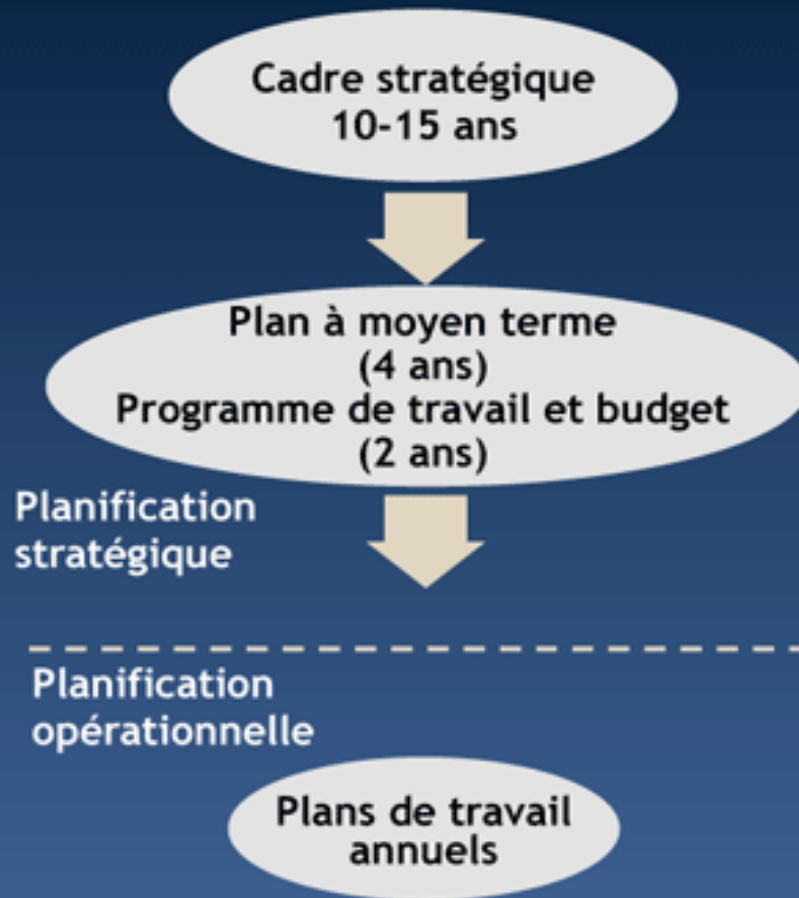 Cadre stratégique
10-15 ans
Plan à moyen terme
(4 ans)
Programme de travail et budget
(2 ans)
Planification
stratégique
Planification
opérationnelle
Plans de travail
annuels